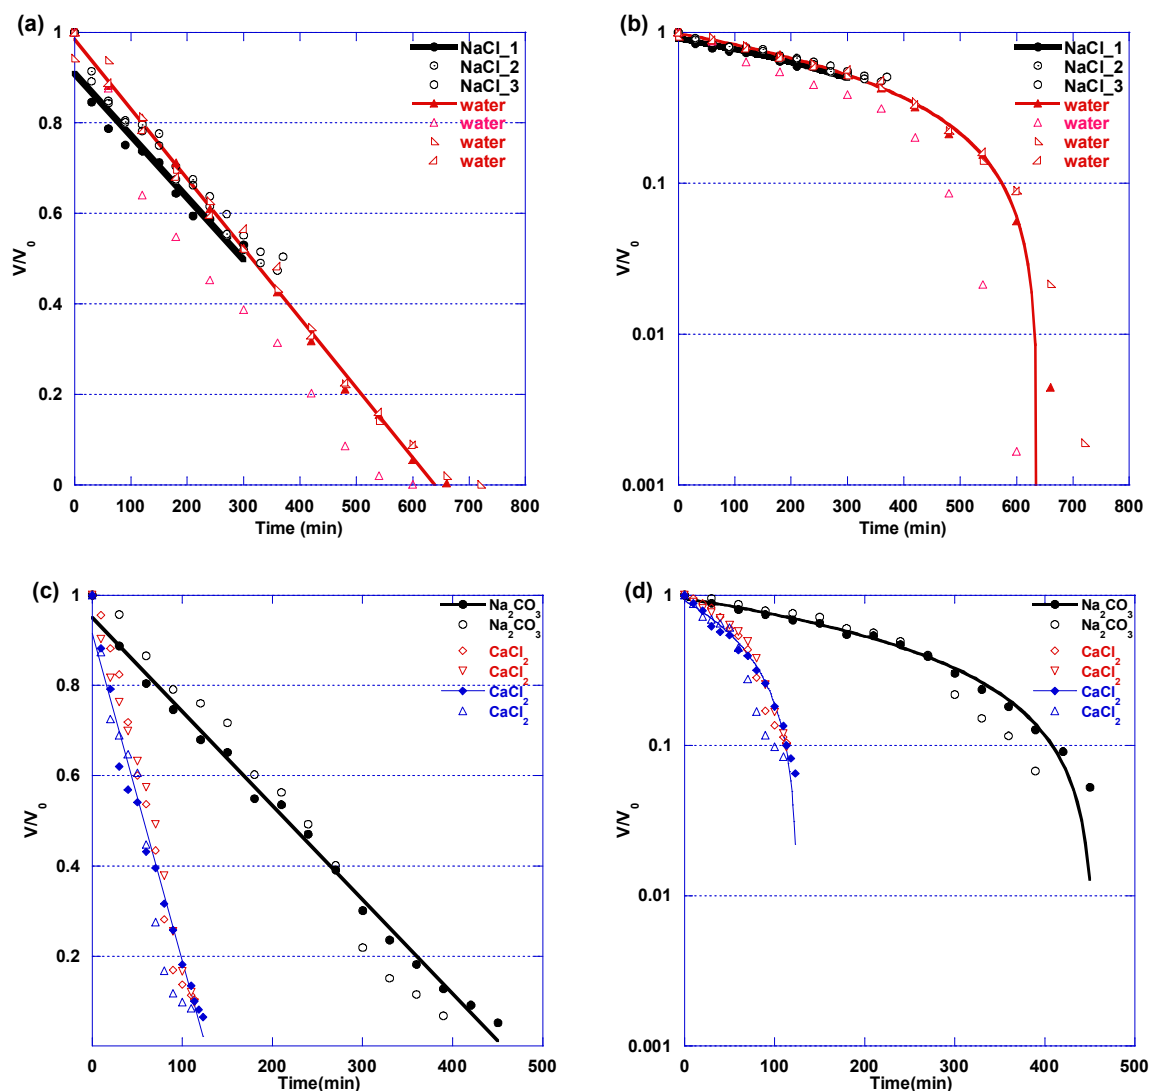 (a)
1
0.8
0.6
0.4
0.2
0
V/V₀
0 100 200 300 400 500 600 700 800
Time (min)
NaCl_1
NaCl_2
NaCl_3
water
water
water
water
(b)
1
0.1
0.01
0.001
V/V₀
0 100 200 300 400 500 600 700 800
Time (min)
NaCl_1
NaCl_2
NaCl_3
water
water
water
water
(c)
1
0.8
0.6
0.4
0.2
V/V₀
0 100 200 300 400 500
Time(min)
Na₂CO₃
Na₂CO₃
CaCl₂
CaCl₂
CaCl₂
CaCl₂
(d)
1
0.1
0.01
0.001
V/V₀
0 100 200 300 400 500
Time(min)
Na₂CO₃
Na₂CO₃
CaCl₂
CaCl₂
CaCl₂
CaCl₂